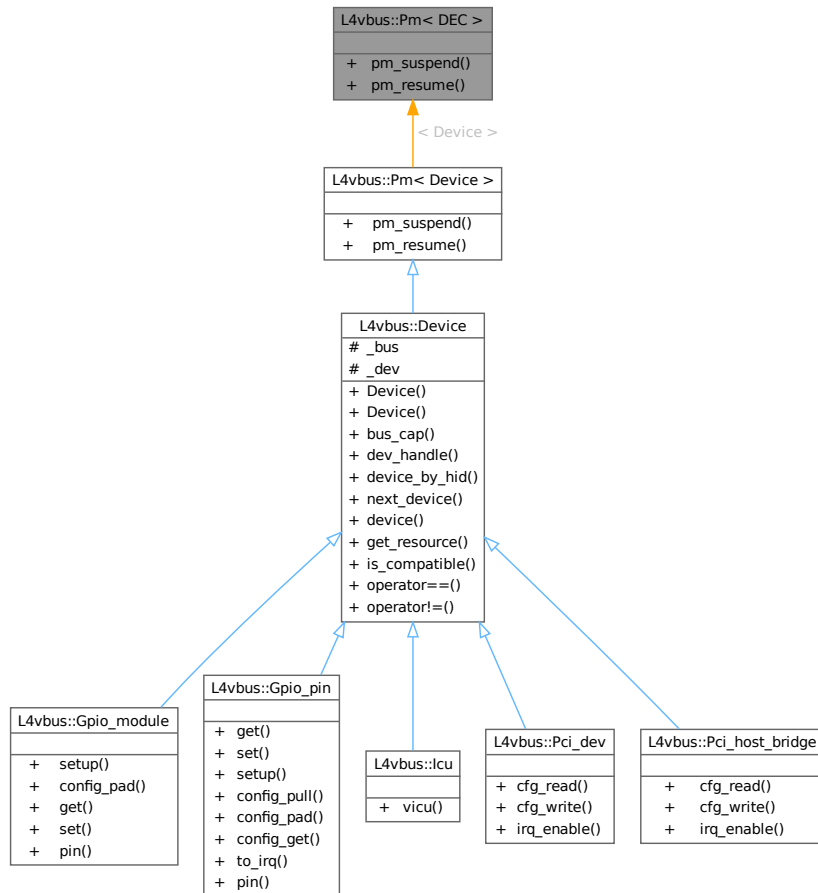 L4vbus::Pm< DEC >
+ pm_suspend()
+ pm_resume()
< Device >
L4vbus::Pm< Device >
+ pm_suspend()
+ pm_resume()
L4vbus::Device
# _bus
# _dev
+ Device()
+ Device()
+ bus_cap()
+ dev_handle()
+ device_by_hid()
+ next_device()
+ device()
+ get_resource()
+ is_compatible()
+ operator==()
+ operator!=()
L4vbus::Gpio_module
+ setup()
+ config_pad()
+ get()
+ set()
+ pin()
L4vbus::Gpio_pin
+ get()
+ set()
+ setup()
+ config_pull()
+ config_pad()
+ config_get()
+ to_irq()
+ pin()
L4vbus::Icu
+ vicu()
L4vbus::Pci_dev
+ cfg_read()
+ cfg_write()
+ irq_enable()
L4vbus::Pci_host_bridge
+ cfg_read()
+ cfg_write()
+ irq_enable()